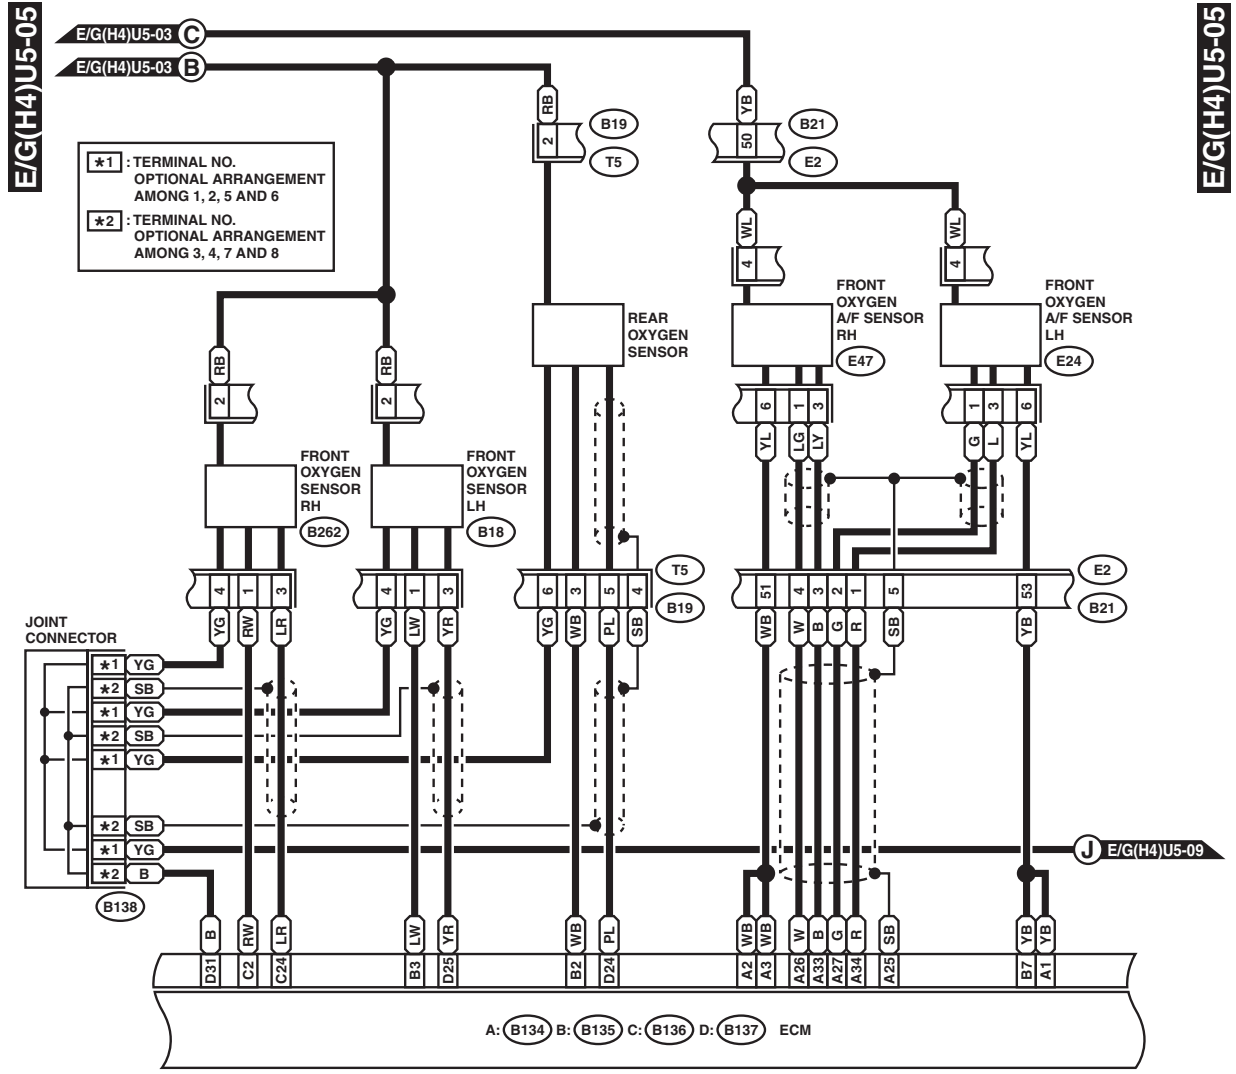 E/G(H4)U5-05
E/G(H4)U5-05
E/G(H4)U5-03 C
E/G(H4)U5-03 B
RB
YB
2
B19
T5
50
B21
E2
*1 : TERMINAL NO.
OPTIONAL ARRANGEMENT
AMONG 1, 2, 5 AND 6
*2 : TERMINAL NO.
OPTIONAL ARRANGEMENT
AMONG 3, 4, 7 AND 8
WL
WL
4
4
FRONT
OXYGEN
A/F SENSOR
RH
E47
FRONT
OXYGEN
A/F SENSOR
LH
E24
REAR
OXYGEN
SENSOR
RB
RB
2
2
6 1 3
1 3 6
YL LG LY
G L YL
FRONT
OXYGEN
SENSOR
RH
B262
FRONT
OXYGEN
SENSOR
LH
B18
4 1 3
4 1 3
6 3 5 4
T5
B19
51 4 3 2 1 5 53
E2
B21
YG RW LR
YG LW YR
YG WB PL SB
WB W B G R SB YB
JOINT
CONNECTOR
*1 YG
*2 SB
*1 YG
*2 SB
*1 YG
*2 SB
*1 YG
*2 B
B138
J E/G(H4)U5-09
B RW LR LW YR WB PL WB WB W B G R SB YB YB
D31 C2 C24 B3 D25 B2 D24 A2 A3 A26 A33 A27 A34 A25 B7 A1
A: B134 B: B135 C: B136 D: B137 ECM